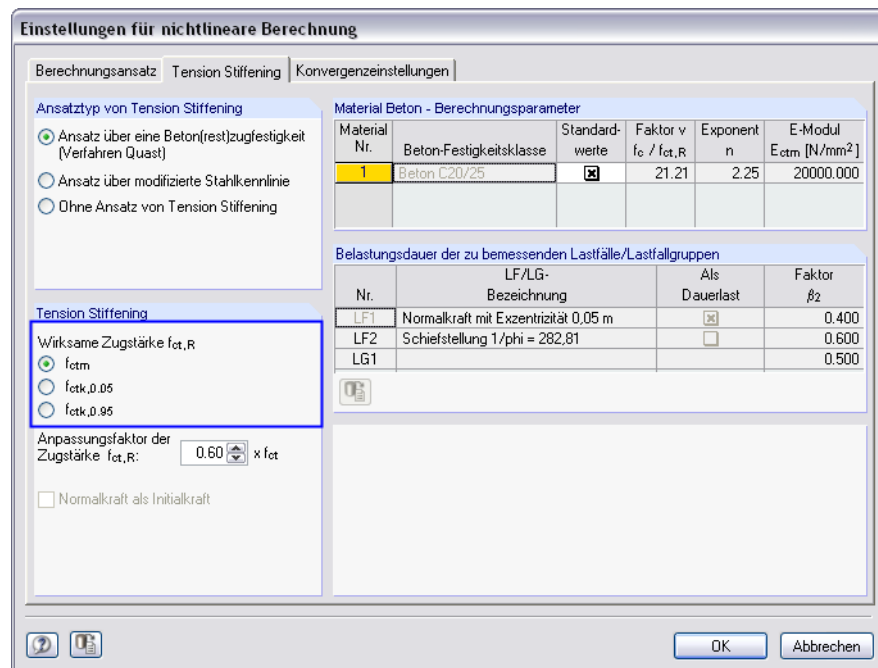 Einstellungen für nichtlineare Berechnung
Berechnungsansatz Tension Stiffening Konvergenzeinstellungen
Ansatztyp von Tension Stiffening
Ansatz über eine Beton(rest)zugfestigkeit
(Verfahren Quast)
Ansatz über modifizierte Stahlkennlinie
Ohne Ansatz von Tension Stiffening
Tension Stiffening
Wirksame Zugstärke fct,R
fctm
fctk,0.05
fctk,0.95
Anpassungsfaktor der
Zugstärke fct,R: 0.60 x fct
Normalkraft als Initialkraft
Material Beton - Berechnungsparameter
Material Standard- Faktor v Exponent E-Modul
Nr. Beton-Festigkeitsklasse werte fc / fct,R n Ectm [N/mm²]
1 Beton C20/25 21.21 2.25 20000.000
Belastungsdauer der zu bemessenden Lastfälle/Lastfallgruppen
LF/LG- Als Faktor
Nr. Bezeichnung Dauerlast β2
LF1 Normalkraft mit Exzentrizität 0,05 m 0.400
LF2 Schiefstellung 1/phi = 282,81 0.600
LG1 0.500
OK Abbrechen